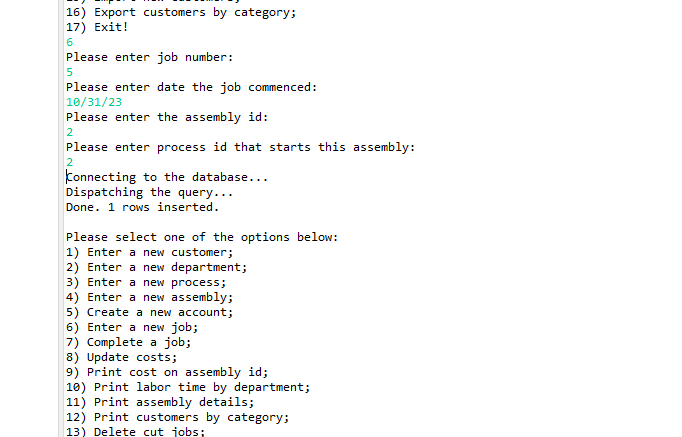 16) Export customers by category;
17) Exit!
6
Please enter job number:
5
Please enter date the job commenced:
10/31/23
Please enter the assembly id:
2
Please enter process id that starts this assembly:
2
Connecting to the database...
Dispatching the query...
Done. 1 rows inserted.
Please select one of the options below:
1) Enter a new customer;
2) Enter a new department;
3) Enter a new process;
4) Enter a new assembly;
5) Create a new account;
6) Enter a new job;
7) Complete a job;
8) Update costs;
9) Print cost on assembly id;
10) Print labor time by department;
11) Print assembly details;
12) Print customers by category;
13) Delete cut jobs;